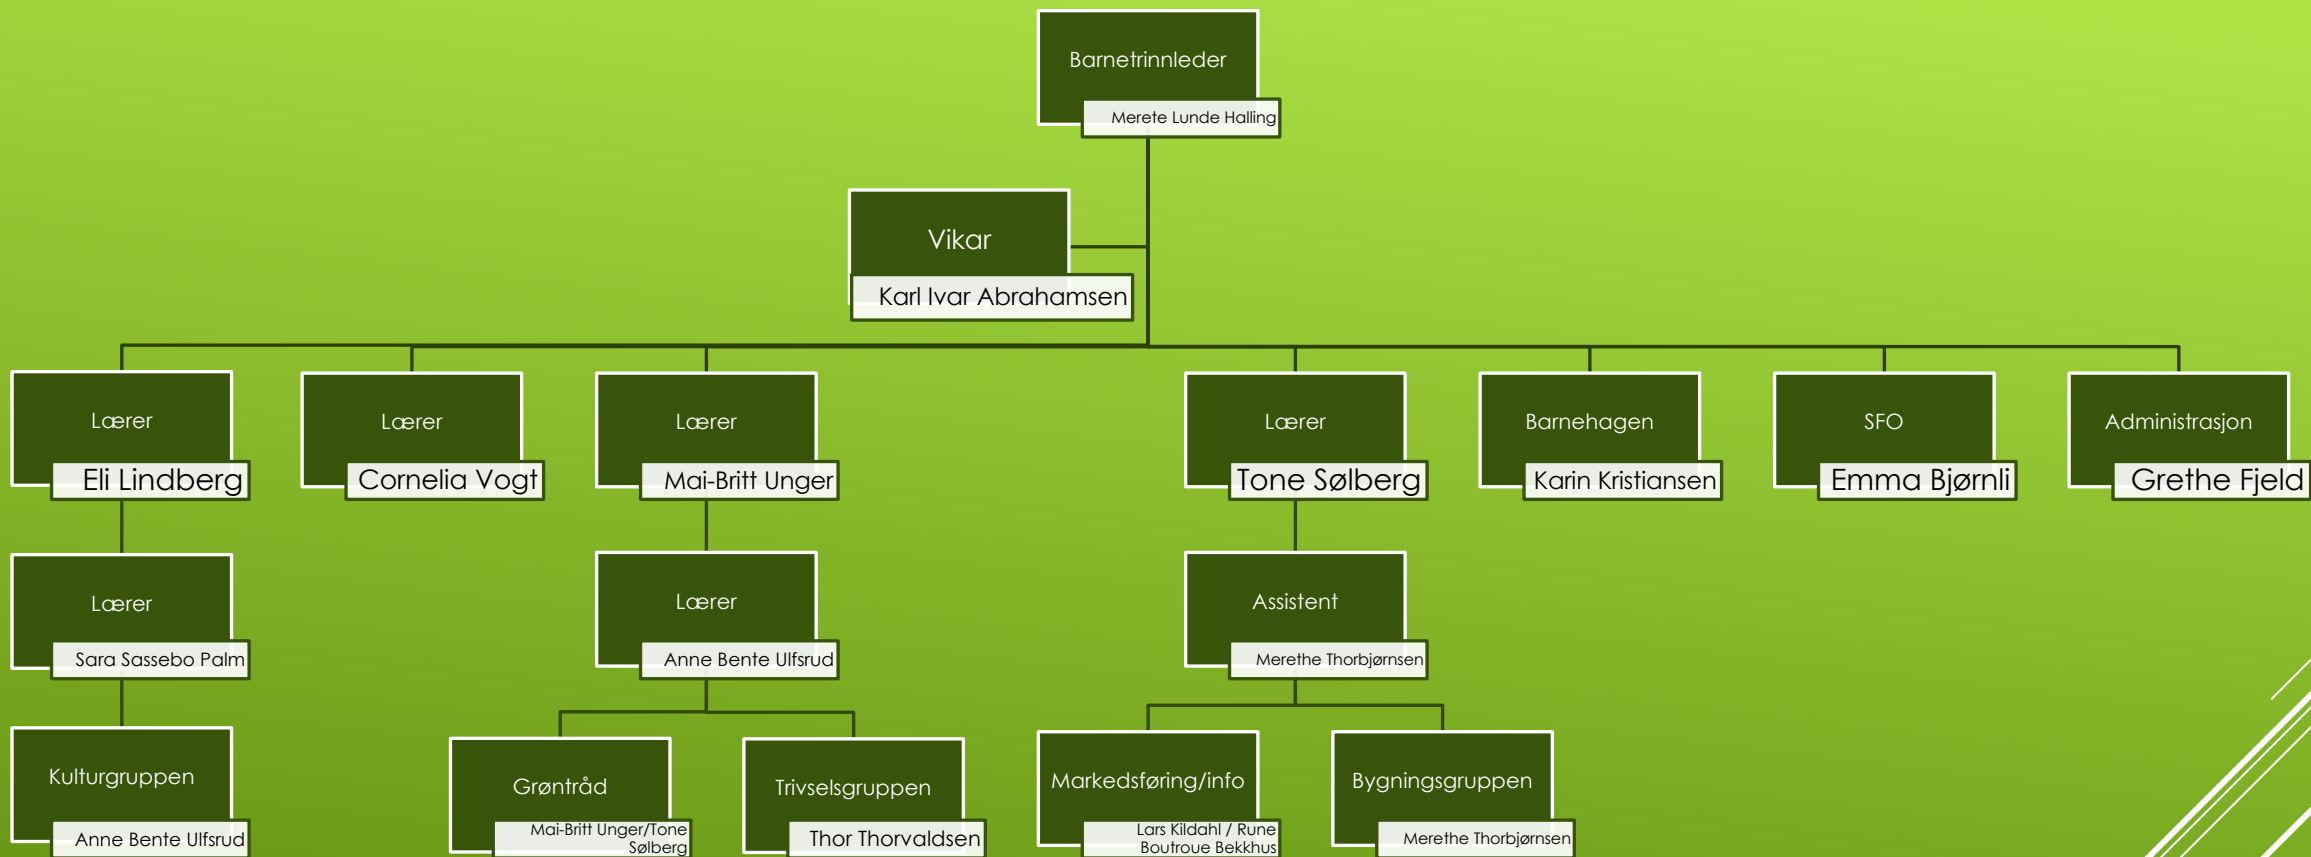 Barnetrinnleder
Merete Lunde Halling
Vikar
Karl Ivar Abrahamsen
Lærer
Eli Lindberg
Lærer
Cornelia Vogt
Lærer
Mai-Britt Unger
Lærer
Tone Sølberg
Barnehagen
Karin Kristiansen
SFO
Emma Bjørnli
Administrasjon
Grethe Fjeld
Lærer
Sara Sassebo Palm
Lærer
Anne Bente Ulfsrud
Assistent
Merethe Thorbjørnsen
Kulturgruppen
Anne Bente Ulfsrud
Grøntråd
Mai-Britt Unger/Tone
Sølberg
Trivselsgruppen
Thor Thorvaldsen
Markedsføring/info
Lars Kildahl / Rune
Boutroue Bekkhus
Bygningsgruppen
Merethe Thorbjørnsen